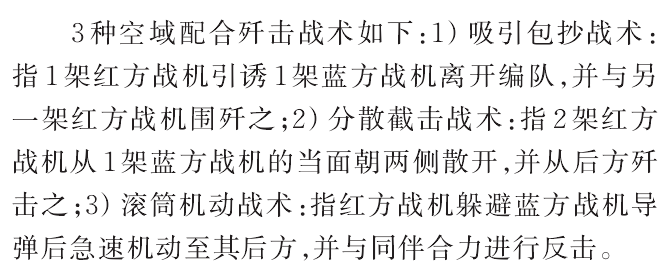 3种空域配合歼击战术如下:1) 吸引包抄战术:
指1架红方战机引诱1架蓝方战机离开编队,并与另
一架红方战机围歼之;2) 分散截击战术:指2架红方
战机从1架蓝方战机的当面朝两侧散开,并从后方歼
击之;3) 滚筒机动战术:指红方战机躲避蓝方战机导
弹后急速机动至其后方,并与同伴合力进行反击。